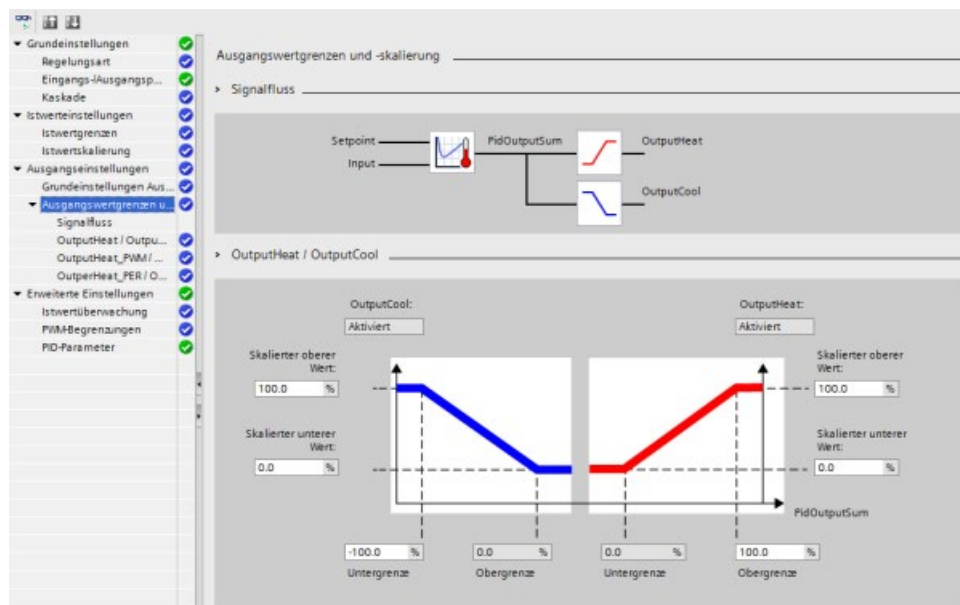 Grundeinstellungen
Regelungsart
Eingangs-/Ausgangsp...
Kaskade
Istwerteinstellungen
Istwertgrenzen
Istwertskalierung
Ausgangseinstellungen
Grundeinstellungen Aus...
Ausgangswertgrenzen u...
Signalfluss
OutputHeat / Outpu...
OutputHeat_PWM / ...
OutperHeat_PER / O...
Erweiterte Einstellungen
Istwertüberwachung
PWM-Begrenzungen
PID-Parameter
Ausgangswertgrenzen und -skalierung
Signalfluss
Setpoint
Input
PidOutputSum
OutputHeat
OutputCool
OutputHeat / OutputCool
OutputCool:
Aktiviert
OutputHeat:
Aktiviert
Skalierter oberer
Wert:
100.0 %
Skalierter unterer
Wert:
0.0 %
Skalierter oberer
Wert:
100.0 %
Skalierter unterer
Wert:
0.0 %
PidOutputSum
-100.0 %
Untergrenze
0.0 %
Obergrenze
0.0 %
Untergrenze
100.0 %
Obergrenze